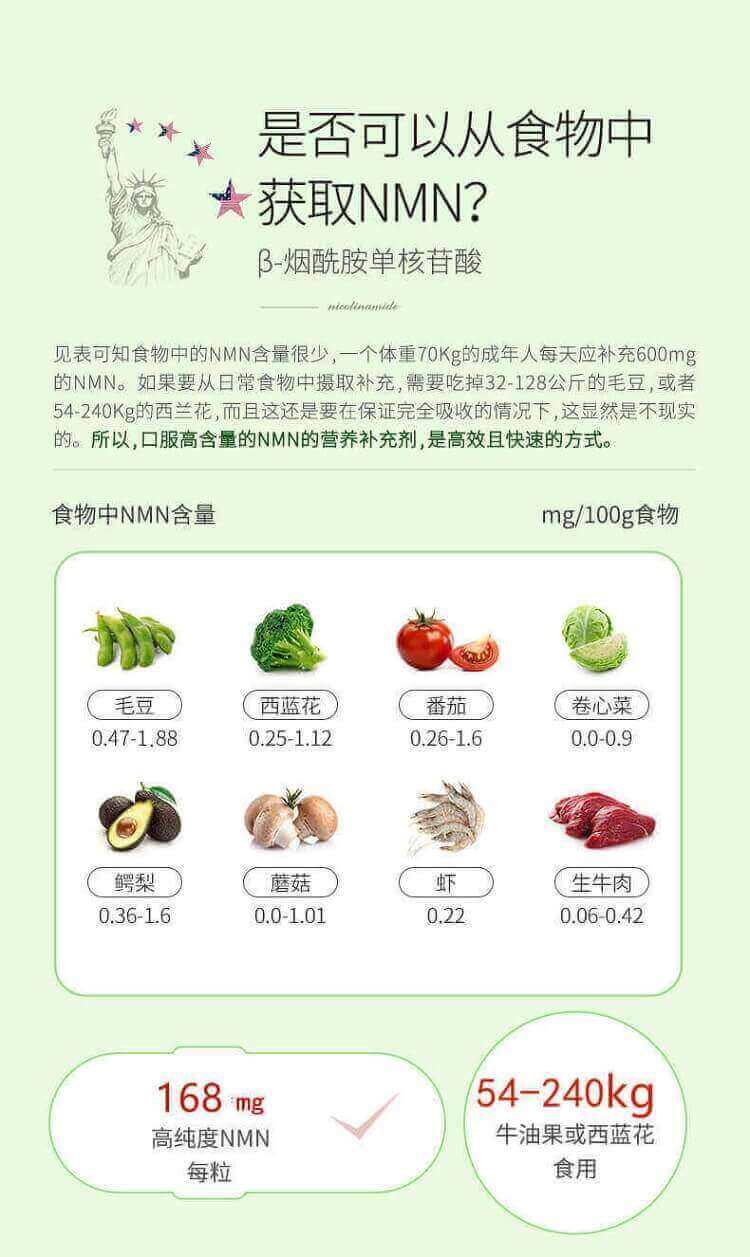 是否可以从食物中
获取NMN?
β-烟酰胺单核苷酸
nicolinamide
见表可知食物中的NMN含量很少,一个体重70Kg的成年人每天应补充600mg
的NMN。如果要从日常食物中摄取补充,需要吃掉32-128公斤的毛豆,或者
54-240Kg的西兰花,而且这还是要在保证完全吸收的情况下,这显然是不现实
的。所以,口服高含量的NMN的营养补充剂,是高效且快速的方式。
食物中NMN含量 mg/100g食物
毛豆 西蓝花 番茄 卷心菜
0.47-1.88 0.25-1.12 0.26-1.6 0.0-0.9
鳄梨 蘑菇 虾 生牛肉
0.36-1.6 0.0-1.01 0.22 0.06-0.42
168 mg
高纯度NMN
每粒
54-240kg
牛油果或西蓝花
食用